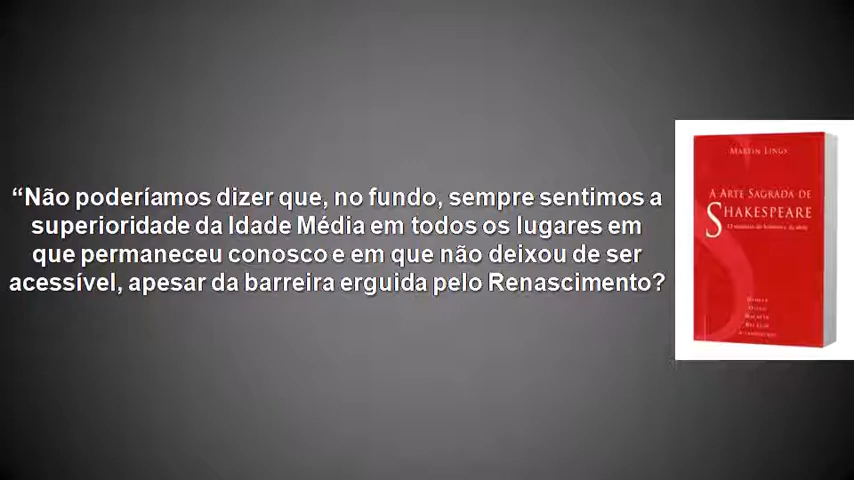 “Não poderíamos dizer que, no fundo, sempre sentimos a
superioridade da Idade Média em todos os lugares em
que permaneceu conosco e em que não deixou de ser
acessível, apesar da barreira erguida pelo Renascimento?
MARTIN LINGS
A ARTE SAGRADA DE
SHAKESPEARE